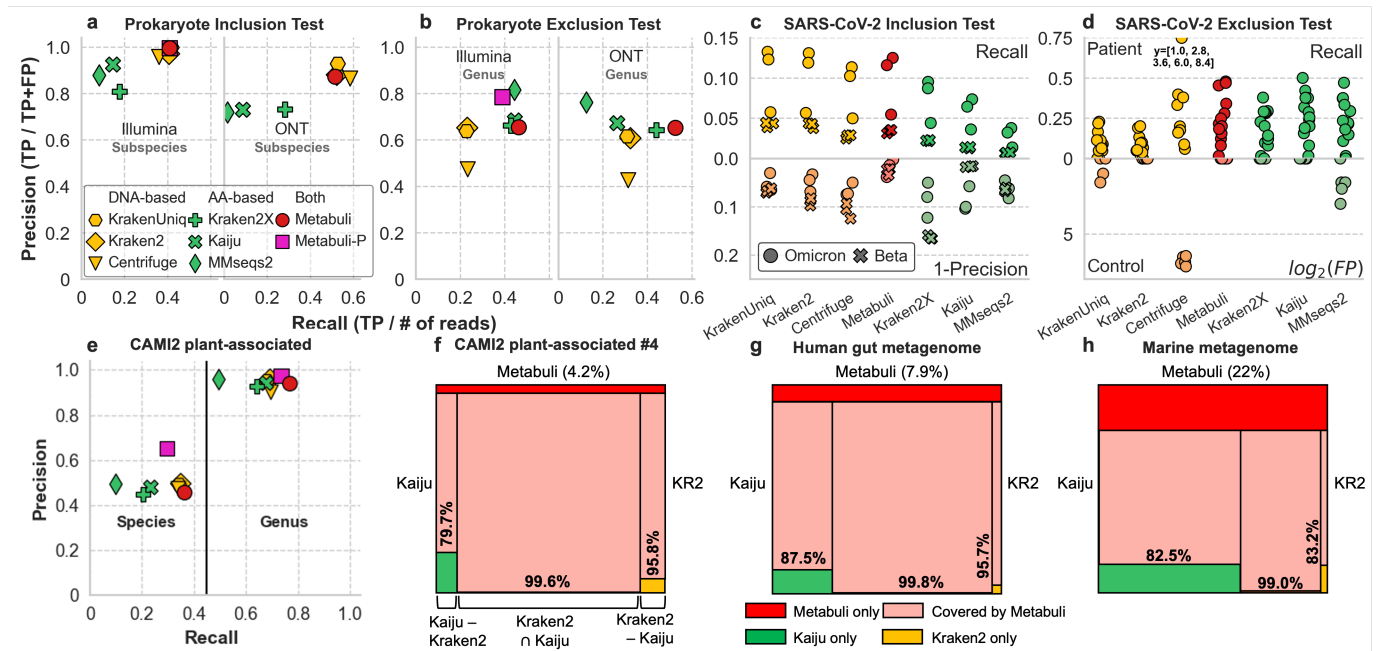 a Prokaryote Inclusion Test
Precision (TP / TP+FP)
1.0
0.8
0.6
0.4
0.2
0
Illumina
Subspecies
ONT
Subspecies
DNA-based
KrakenUniq
Kraken2
Centrifuge
AA-based
Kraken2X
Kaiju
MMseqs2
Both
Metabuli
Metabuli-P
0 0.2 0.4 0 0.2 0.4 0.6
b Prokaryote Exclusion Test
1.0
0.8
0.6
0.4
0.2
0
Illumina
Genus
ONT
Genus
0 0.2 0.4 0 0.2 0.4 0.6
Recall (TP / # of reads)
c SARS-CoV-2 Inclusion Test
0.15
0.10
0.05
0.0
0.1
0.2
Recall
Omicron
Beta
1-Precision
KrakenUniq
Kraken2
Centrifuge
Metabuli
Kraken2X
Kaiju
MMseqs2
d SARS-CoV-2 Exclusion Test
0.75
0.5
0.25
0
5
Patient
y=[1.0, 2.8,
3.6, 6.0, 8.4]
Recall
Control
log2(FP)
KrakenUniq
Kraken2
Centrifuge
Metabuli
Kraken2X
Kaiju
MMseqs2
e CAMI2 plant-associated
Precision
1.0
0.8
0.6
0.4
0.2
0
Species
Genus
0 0.2 0.4 0.6 0.8 1.0
Recall
f CAMI2 plant-associated #4
Metabuli (4.2%)
Kaiju
KR2
79.7%
99.6%
95.8%
Kaiju –
Kraken2
Kraken2
∩ Kaiju
Kraken2
– Kaiju
g Human gut metagenome
Metabuli (7.9%)
Kaiju
KR2
87.5%
99.8%
95.7%
Metabuli only
Covered by Metabuli
Kaiju only
Kraken2 only
h Marine metagenome
Metabuli (22%)
Kaiju
KR2
82.5%
99.0%
83.2%